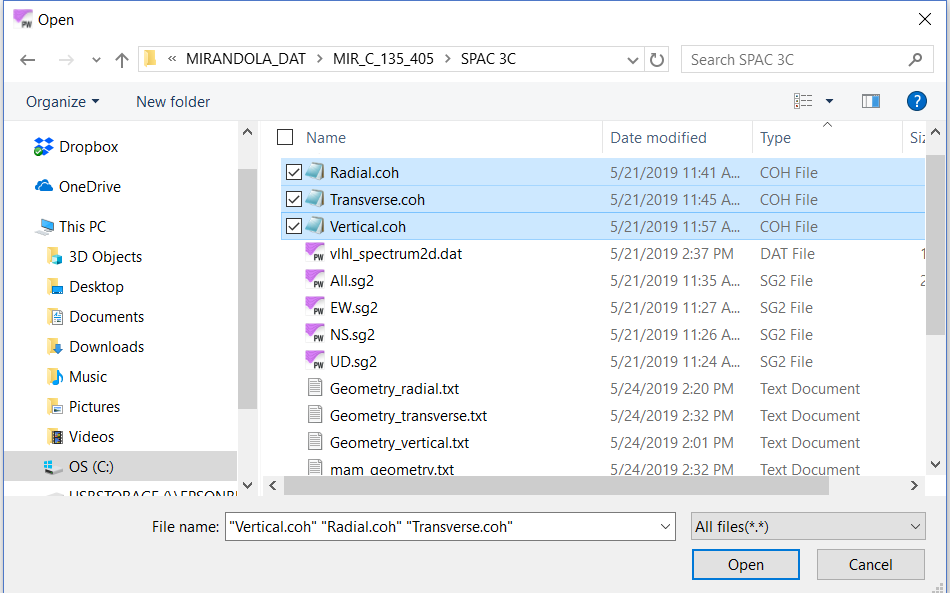 Open
« MIRANDOLA_DAT > MIR_C_135_405 > SPAC 3C
Search SPAC 3C
Organize New folder
Dropbox
OneDrive
This PC
3D Objects
Desktop
Documents
Downloads
Music
Pictures
Videos
OS (C:)
Name Date modified Type
Radial.coh 5/21/2019 11:41 A... COH File
Transverse.coh 5/21/2019 11:45 A... COH File
Vertical.coh 5/21/2019 11:57 A... COH File
vlhl_spectrum2d.dat 5/21/2019 2:37 PM DAT File
All.sg2 5/21/2019 11:35 A... SG2 File
EW.sg2 5/21/2019 11:27 A... SG2 File
NS.sg2 5/21/2019 11:26 A... SG2 File
UD.sg2 5/21/2019 11:24 A... SG2 File
Geometry_radial.txt 5/24/2019 2:20 PM Text Document
Geometry_transverse.txt 5/24/2019 2:32 PM Text Document
Geometry_vertical.txt 5/24/2019 2:01 PM Text Document
mam_geometry.txt 5/24/2019 2:32 PM Text Document
File name: "Vertical.coh" "Radial.coh" "Transverse.coh" All files(*.*)
Open Cancel